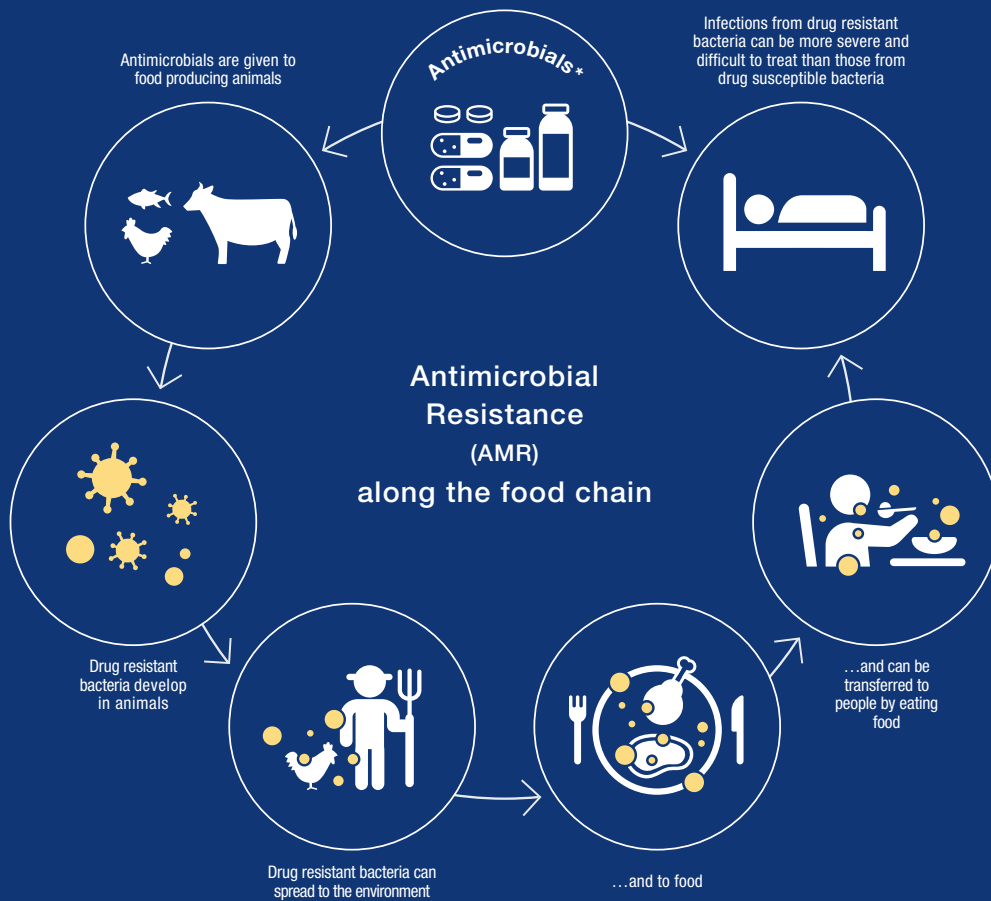 Antimicrobials*
Antimicrobials are given to
food producing animals
Infections from drug resistant
bacteria can be more severe and
difficult to treat than those from
drug susceptible bacteria
Antimicrobial
Resistance
(AMR)
along the food chain
Drug resistant
bacteria develop
in animals
Drug resistant bacteria can
spread to the environment
…and to food
…and can be
transferred to
people by eating
food